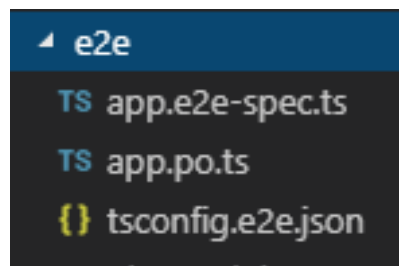 e2e
TS app.e2e-spec.ts
TS app.po.ts
{} tsconfig.e2e.json